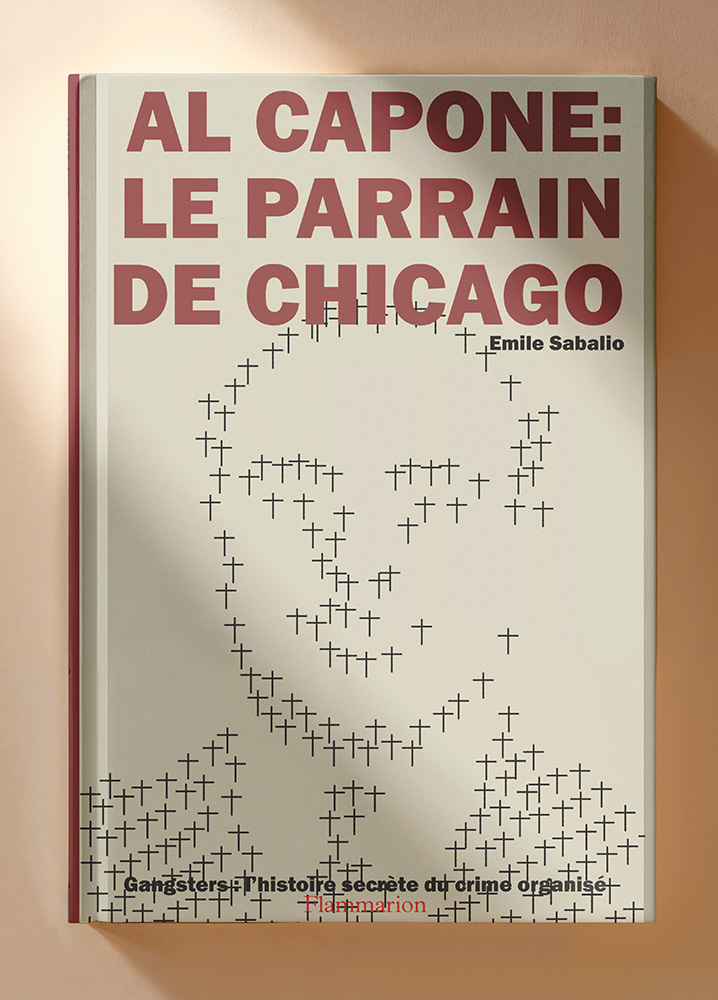 AL CAPONE:
LE PARRAIN
DE CHICAGO
Emile Sabalio
Gangsters : l'histoire secrète du crime organisé
Flammarion